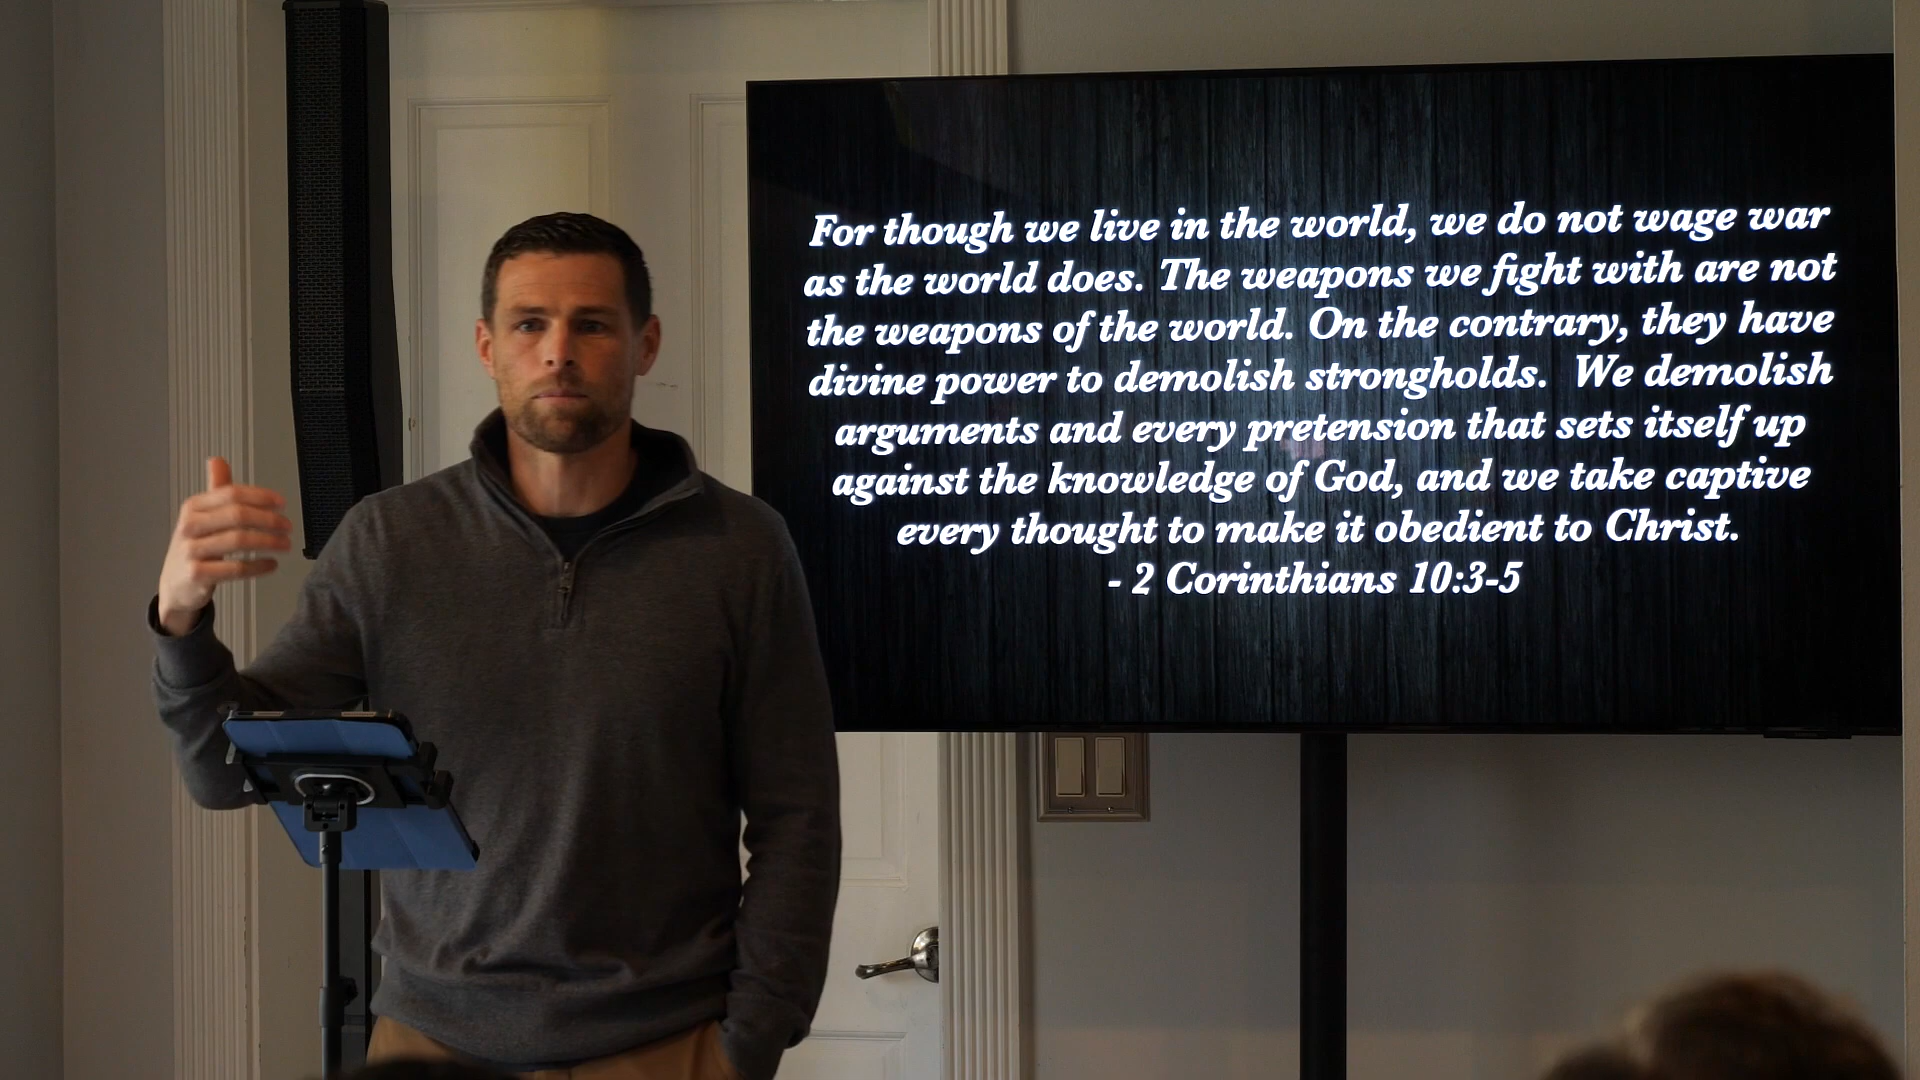 For though we live in the world, we do not wage war
as the world does. The weapons we fight with are not
the weapons of the world. On the contrary, they have
divine power to demolish strongholds.  We demolish
arguments and every pretension that sets itself up
against the knowledge of God, and we take captive
every thought to make it obedient to Christ.
- 2 Corinthians 10:3-5